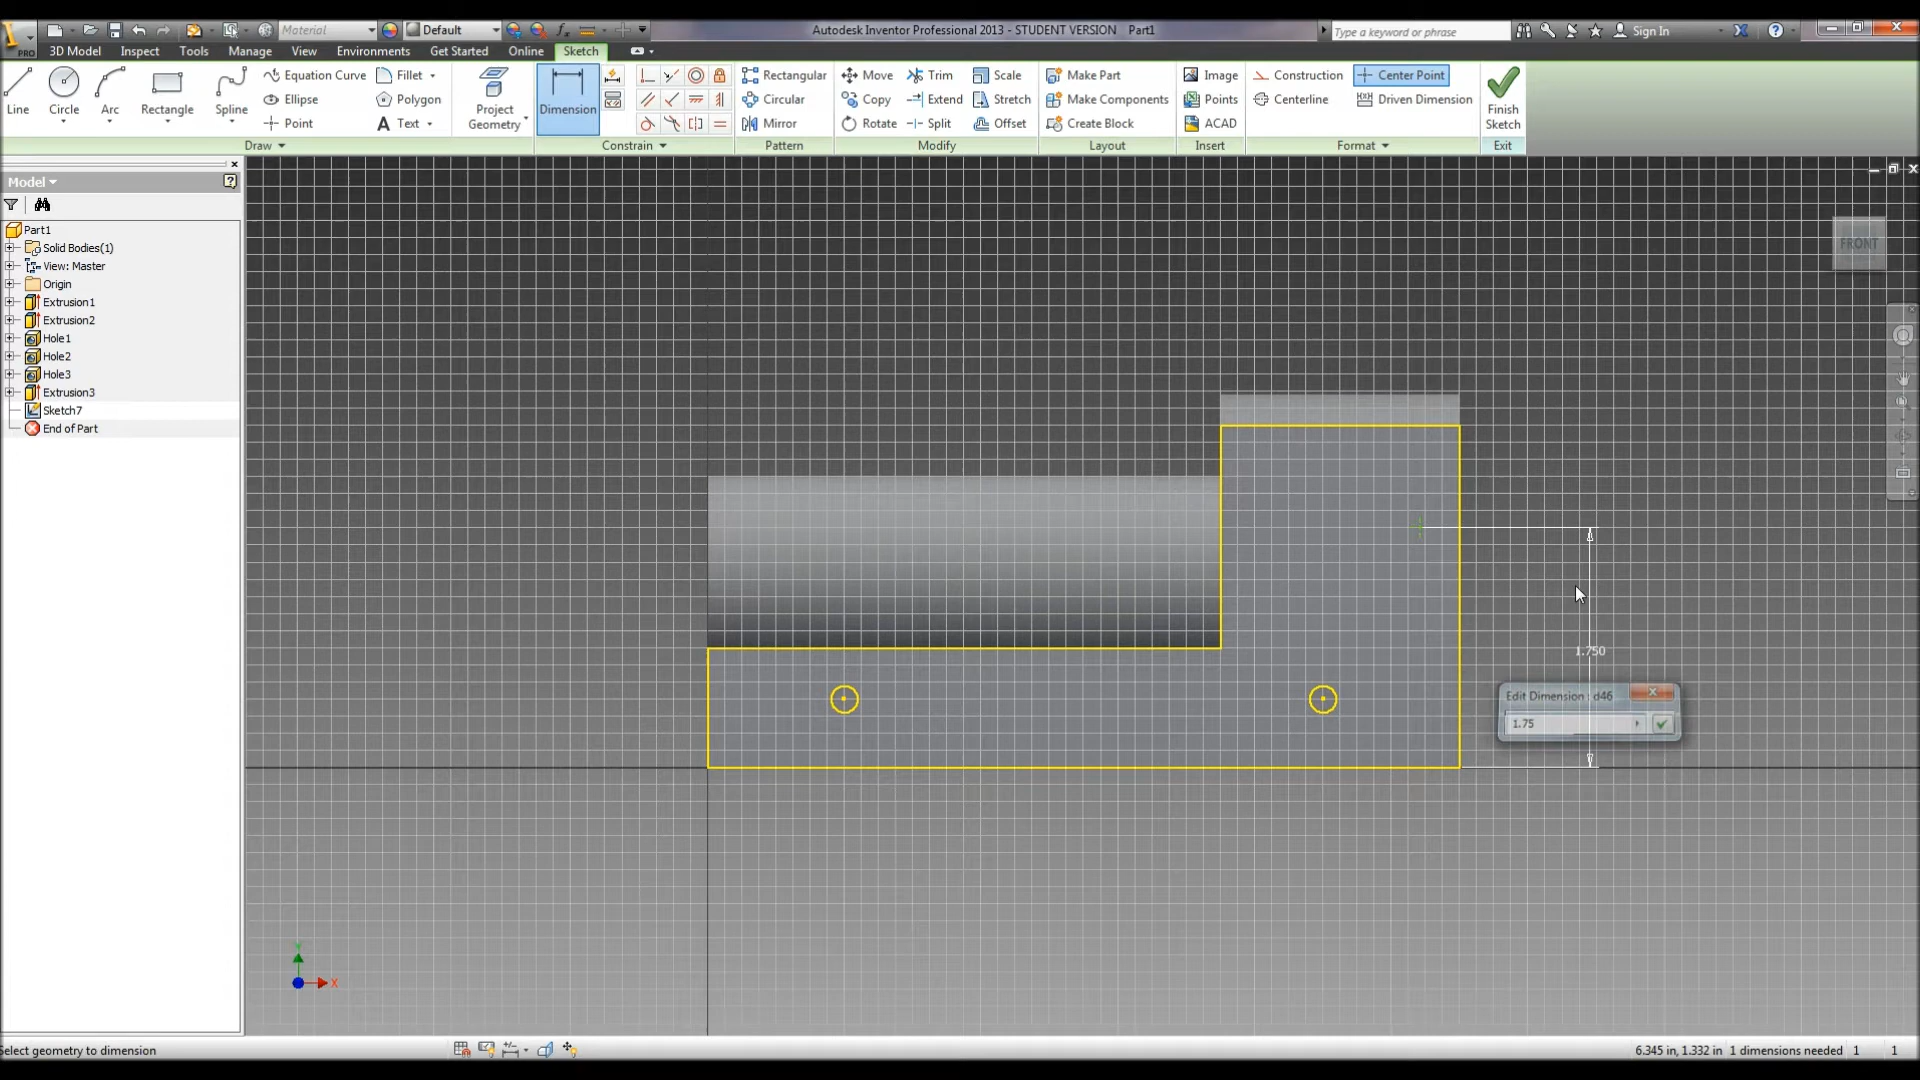 Material
Default
Autodesk Inventor Professional 2013 - STUDENT VERSION Part1
Type a keyword or phrase
Sign In
PRO
3D Model
Inspect
Tools
Manage
View
Environments
Get Started
Online
Sketch
Line
Circle
Arc
Rectangle
Spline
Equation Curve
Ellipse
Point
Fillet
Polygon
Text
Project
Geometry
Dimension
Rectangular
Circular
Mirror
Move
Copy
Rotate
Trim
Extend
Split
Scale
Stretch
Offset
Make Part
Make Components
Create Block
Image
Points
ACAD
Construction
Centerline
Center Point
Driven Dimension
Finish
Sketch
Draw
Constrain
Pattern
Modify
Layout
Insert
Format
Exit
Model
Part1
Solid Bodies(1)
View: Master
Origin
Extrusion1
Extrusion2
Hole1
Hole2
Hole3
Extrusion3
Sketch7
End of Part
FRONT
1.750
Edit Dimension : d46
1.75
Y
X
Select geometry to dimension
6.345 in, 1.332 in 1 dimensions needed 1 1